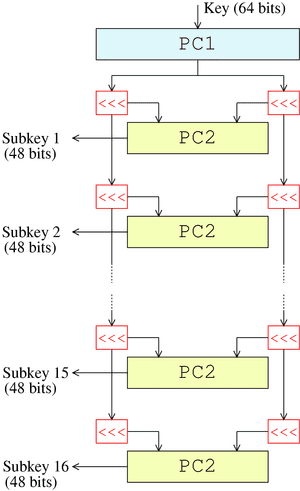 Key (64 bits)
PC1
<<< <<<
Subkey 1 PC2
(48 bits)
<<< <<<
Subkey 2 PC2
(48 bits)
<<< <<<
Subkey 15 PC2
(48 bits)
<<< <<<
Subkey 16 PC2
(48 bits)